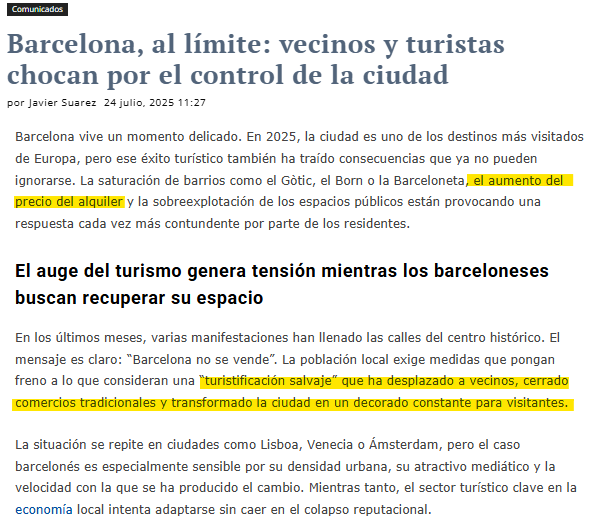 Comunicados
Barcelona, al límite: vecinos y turistas
chocan por el control de la ciudad
por Javier Suarez 24 julio, 2025 11:27
Barcelona vive un momento delicado. En 2025, la ciudad es uno de los destinos más visitados
de Europa, pero ese éxito turístico también ha traído consecuencias que ya no pueden
ignorarse. La saturación de barrios como el Gòtic, el Born o la Barceloneta, el aumento del
precio del alquiler y la sobreexplotación de los espacios públicos están provocando una
respuesta cada vez más contundente por parte de los residentes.
El auge del turismo genera tensión mientras los barceloneses
buscan recuperar su espacio
En los últimos meses, varias manifestaciones han llenado las calles del centro histórico. El
mensaje es claro: “Barcelona no se vende”. La población local exige medidas que pongan
freno a lo que consideran una “turistificación salvaje” que ha desplazado a vecinos, cerrado
comercios tradicionales y transformado la ciudad en un decorado constante para visitantes.
La situación se repite en ciudades como Lisboa, Venecia o Ámsterdam, pero el caso
barcelonés es especialmente sensible por su densidad urbana, su atractivo mediático y la
velocidad con la que se ha producido el cambio. Mientras tanto, el sector turístico clave en la
economía local intenta adaptarse sin caer en el colapso reputacional.